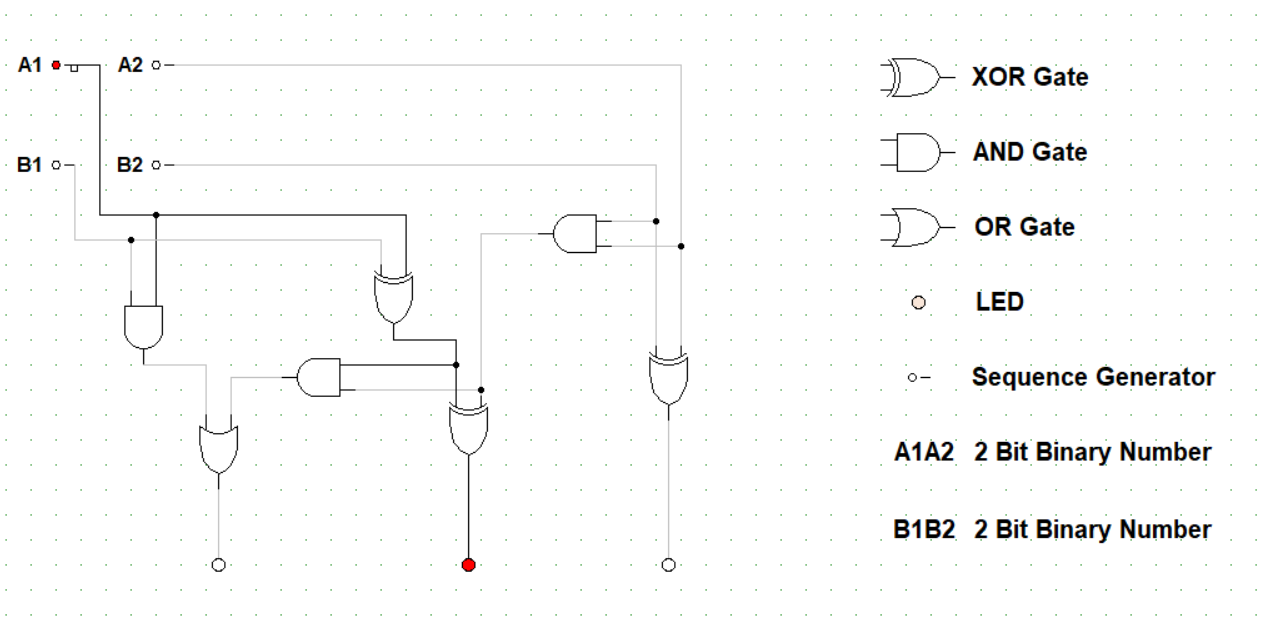 A1 A2
B1 B2
XOR Gate
AND Gate
OR Gate
LED
Sequence Generator
A1A2 2 Bit Binary Number
B1B2 2 Bit Binary Number